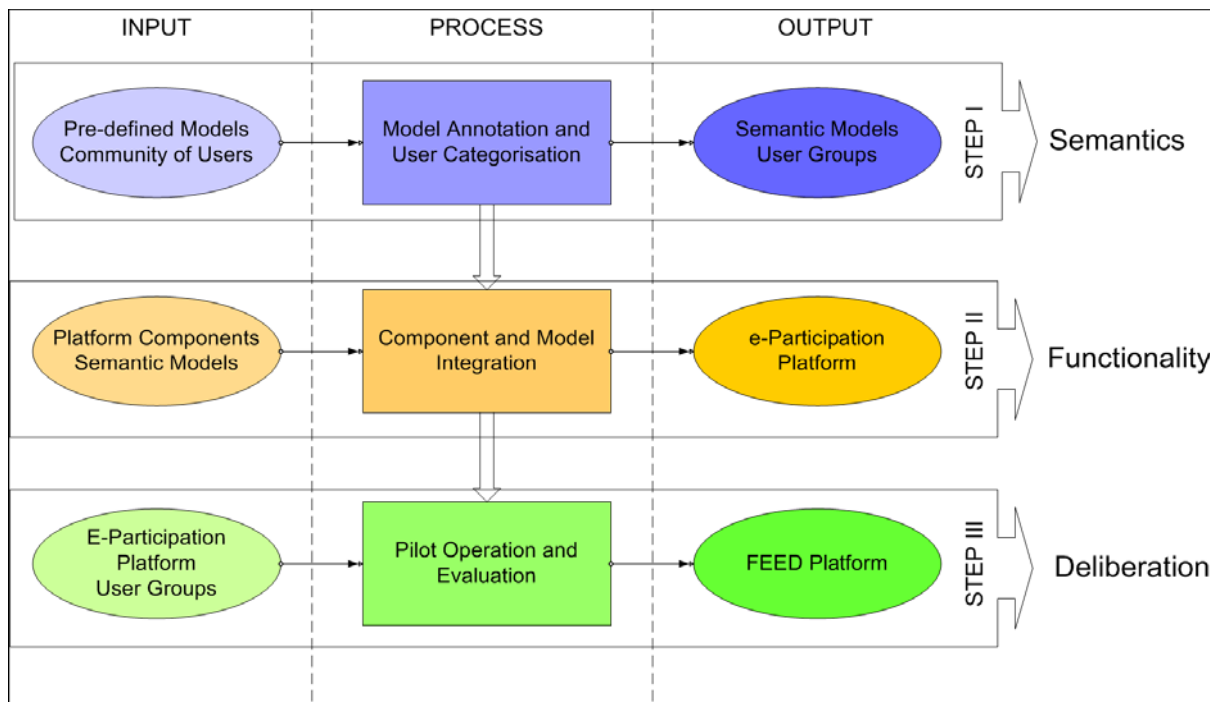 INPUT
PROCESS
OUTPUT
Pre-defined Models
Community of Users
Model Annotation and
User Categorisation
Semantic Models
User Groups
STEP I
Semantics
Platform Components
Semantic Models
Component and Model
Integration
e-Participation
Platform
STEP II
Functionality
E-Participation
Platform
User Groups
Pilot Operation and
Evaluation
FEED Platform
STEP III
Deliberation